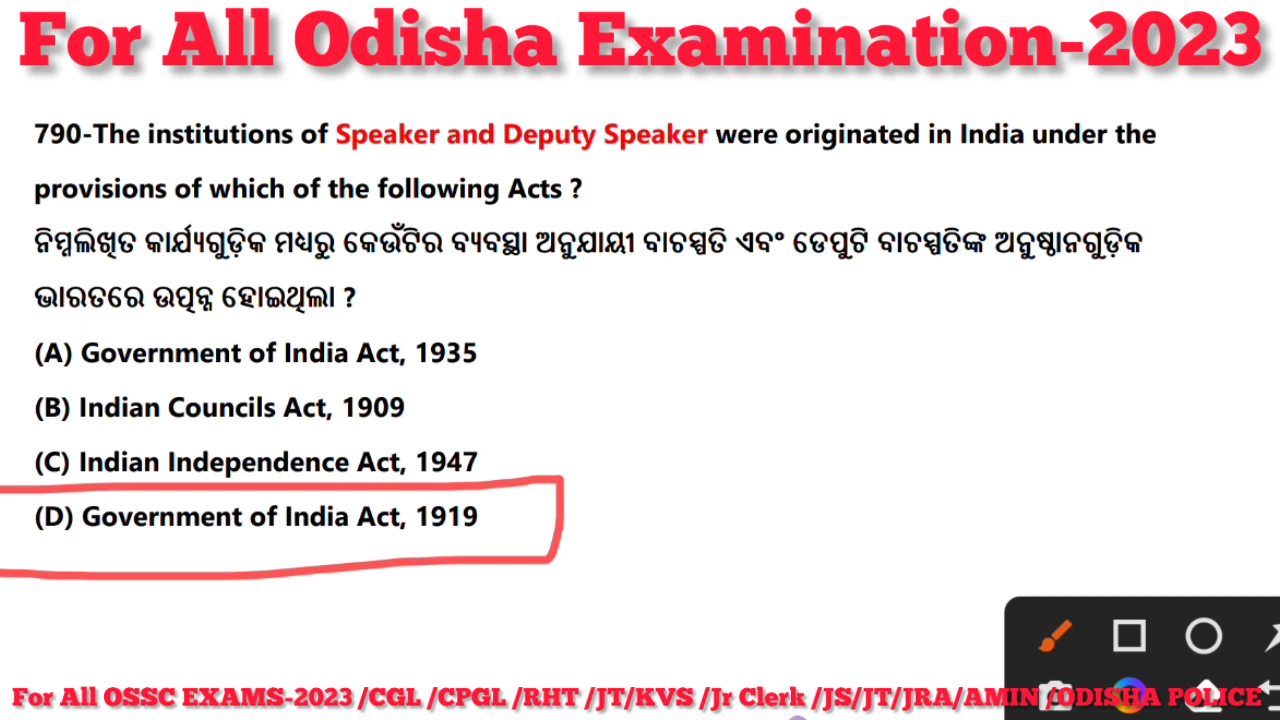 For All Odisha Examination-2023
790-The institutions of Speaker and Deputy Speaker were originated in India under the
provisions of which of the following Acts ?
ନିମ୍ନଲିଖିତ କାର୍ଯ୍ୟଗୁଡ଼ିକ ମଧ୍ୟରୁ କେଉଁଟିର ବ୍ୟବସ୍ଥା ଅନୁଯାୟୀ ବାଚସ୍ପତି ଏବଂ ଡେପୁଟି ବାଚସ୍ପତିଙ୍କ ଅନୁଷ୍ଠାନଗୁଡ଼ିକ
ଭାରତରେ ଉତ୍ପନ୍ନ ହୋଇଥିଲା ?
(A) Government of India Act, 1935
(B) Indian Councils Act, 1909
(C) Indian Independence Act, 1947
(D) Government of India Act, 1919
For All OSSC EXAMS-2023 /CGL /CPGL /RHT /JT/KVS /Jr Clerk /JS/JT/JRA/AMIN /ODISHA POLICE